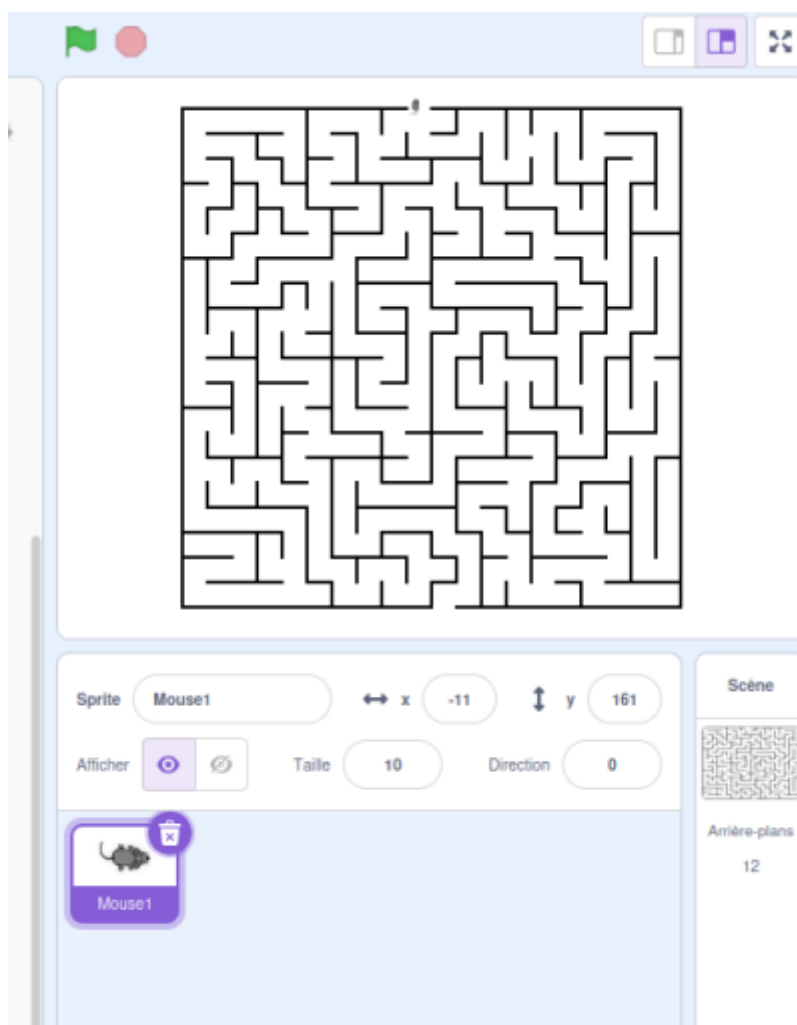 Sprite Mouse1 x -11 y 161
Afficher Taille 10 Direction 0
Mouse1
Scène
Arrière-plans
12